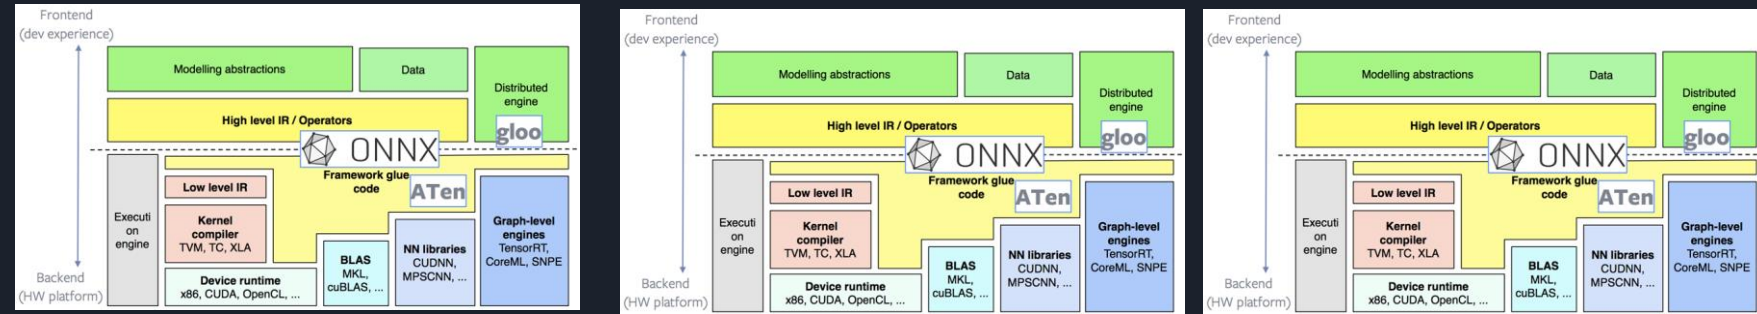 Frontend
(dev experience)
Modelling abstractions
Data
Distributed
engine
gloo
High level IR / Operators
ONNX
Framework glue
code
ATen
Executi
on
engine
Low level IR
Kernel
compiler
TVM, TC, XLA
Device runtime
x86, CUDA, OpenCL, ...
BLAS
MKL,
cuBLAS, ...
NN libraries
CUDNN,
MPSCNN, ...
Graph-level
engines
TensorRT,
CoreML, SNPE
Backend
(HW platform)
Frontend
(dev experience)
Modelling abstractions
Data
Distributed
engine
gloo
High level IR / Operators
ONNX
Framework glue
code
ATen
Executi
on
engine
Low level IR
Kernel
compiler
TVM, TC, XLA
Device runtime
x86, CUDA, OpenCL, ...
BLAS
MKL,
cuBLAS, ...
NN libraries
CUDNN,
MPSCNN, ...
Graph-level
engines
TensorRT,
CoreML, SNPE
Backend
(HW platform)
Frontend
(dev experience)
Modelling abstractions
Data
Distributed
engine
gloo
High level IR / Operators
ONNX
Framework glue
code
ATen
Executi
on
engine
Low level IR
Kernel
compiler
TVM, TC, XLA
Device runtime
x86, CUDA, OpenCL, ...
BLAS
MKL,
cuBLAS, ...
NN libraries
CUDNN,
MPSCNN, ...
Graph-level
engines
TensorRT,
CoreML, SNPE
Backend
(HW platform)